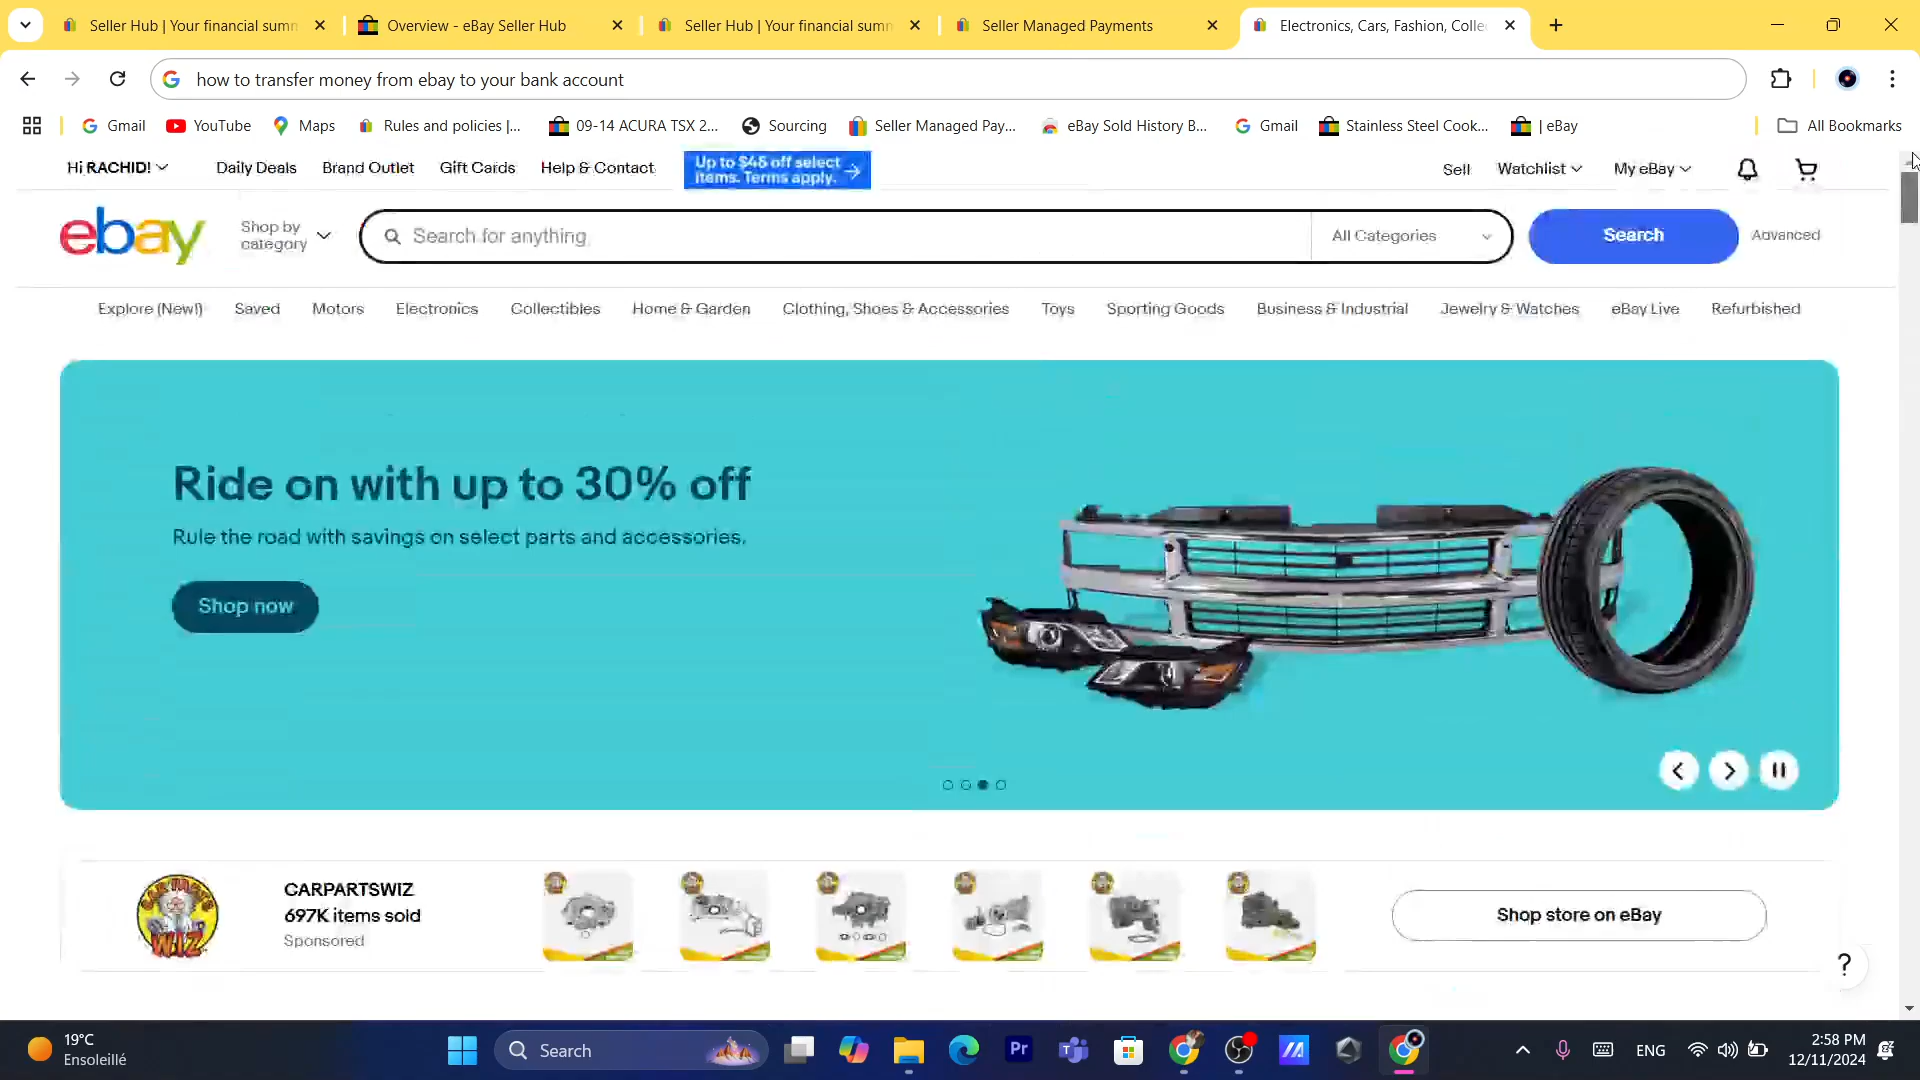 Seller Hub | Your financial summ
Overview - eBay Seller Hub
Seller Hub | Your financial summ
Seller Managed Payments
Electronics, Cars, Fashion, Colle
how to transfer money from ebay to your bank account
Gmail
YouTube
Maps
Rules and policies |...
09-14 ACURA TSX 2...
Sourcing
Seller Managed Pay...
eBay Sold History B...
Gmail
Stainless Steel Cook...
| eBay
All Bookmarks
Hi RACHID!
Daily Deals
Brand Outlet
Gift Cards
Help & Contact
Up to $45 off select
items. Terms apply.
Sell
Watchlist
My eBay
ebay
Shop by
category
Search for anything
All Categories
Search
Advanced
Explore (New!)
Saved
Motors
Electronics
Collectibles
Home & Garden
Clothing, Shoes & Accessories
Toys
Sporting Goods
Business & Industrial
Jewelry & Watches
eBay Live
Refurbished
Ride on with up to 30% off
Rule the road with savings on select parts and accessories.
Shop now
CAR PARTS
WIZ
CARPARTSWIZ
697K items sold
Sponsored
Shop store on eBay
?
19°C
Ensoleillé
Search
Pr
ENG
2:58 PM
12/11/2024